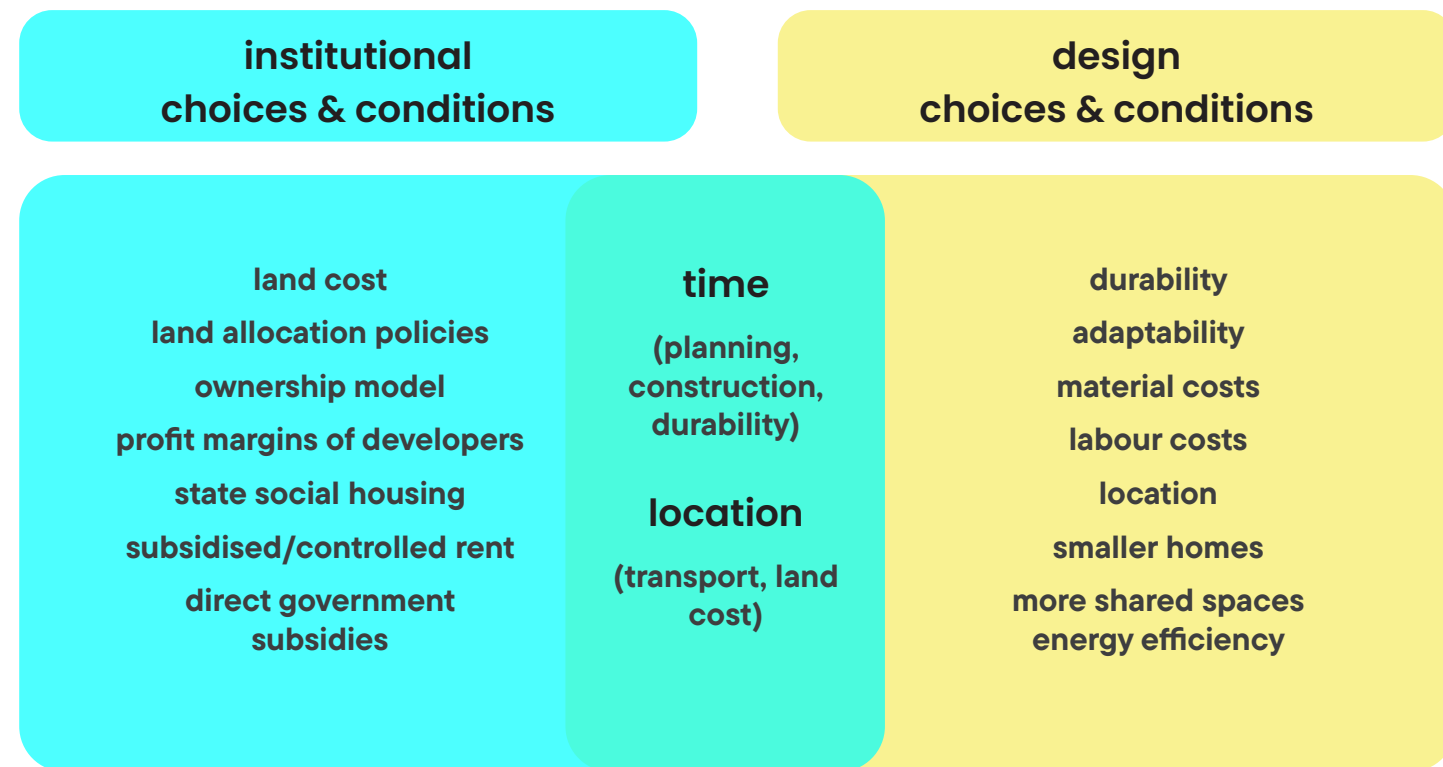 institutional
choices & conditions
design
choices & conditions
land cost
land allocation policies
ownership model
profit margins of developers
state social housing
subsidised/controlled rent
direct government
subsidies
time
(planning,
construction,
durability)
location
(transport, land
cost)
durability
adaptability
material costs
labour costs
location
smaller homes
more shared spaces
energy efficiency